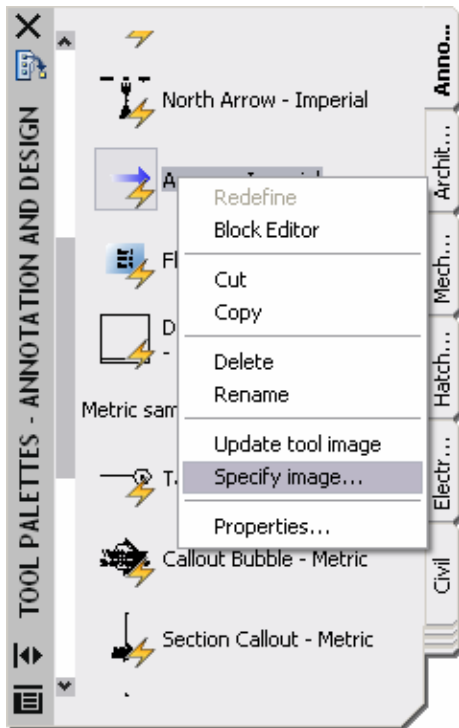 TOOL PALETTES - ANNOTATION AND DESIGN
North Arrow - Imperial
Redefine
Block Editor
Cut
Copy
Delete
Rename
Update tool image
Specify image...
Properties...
Metric sam
Callout Bubble - Metric
Section Callout - Metric
Anno...
Archit...
Mech...
Hatch...
Electr...
Civil